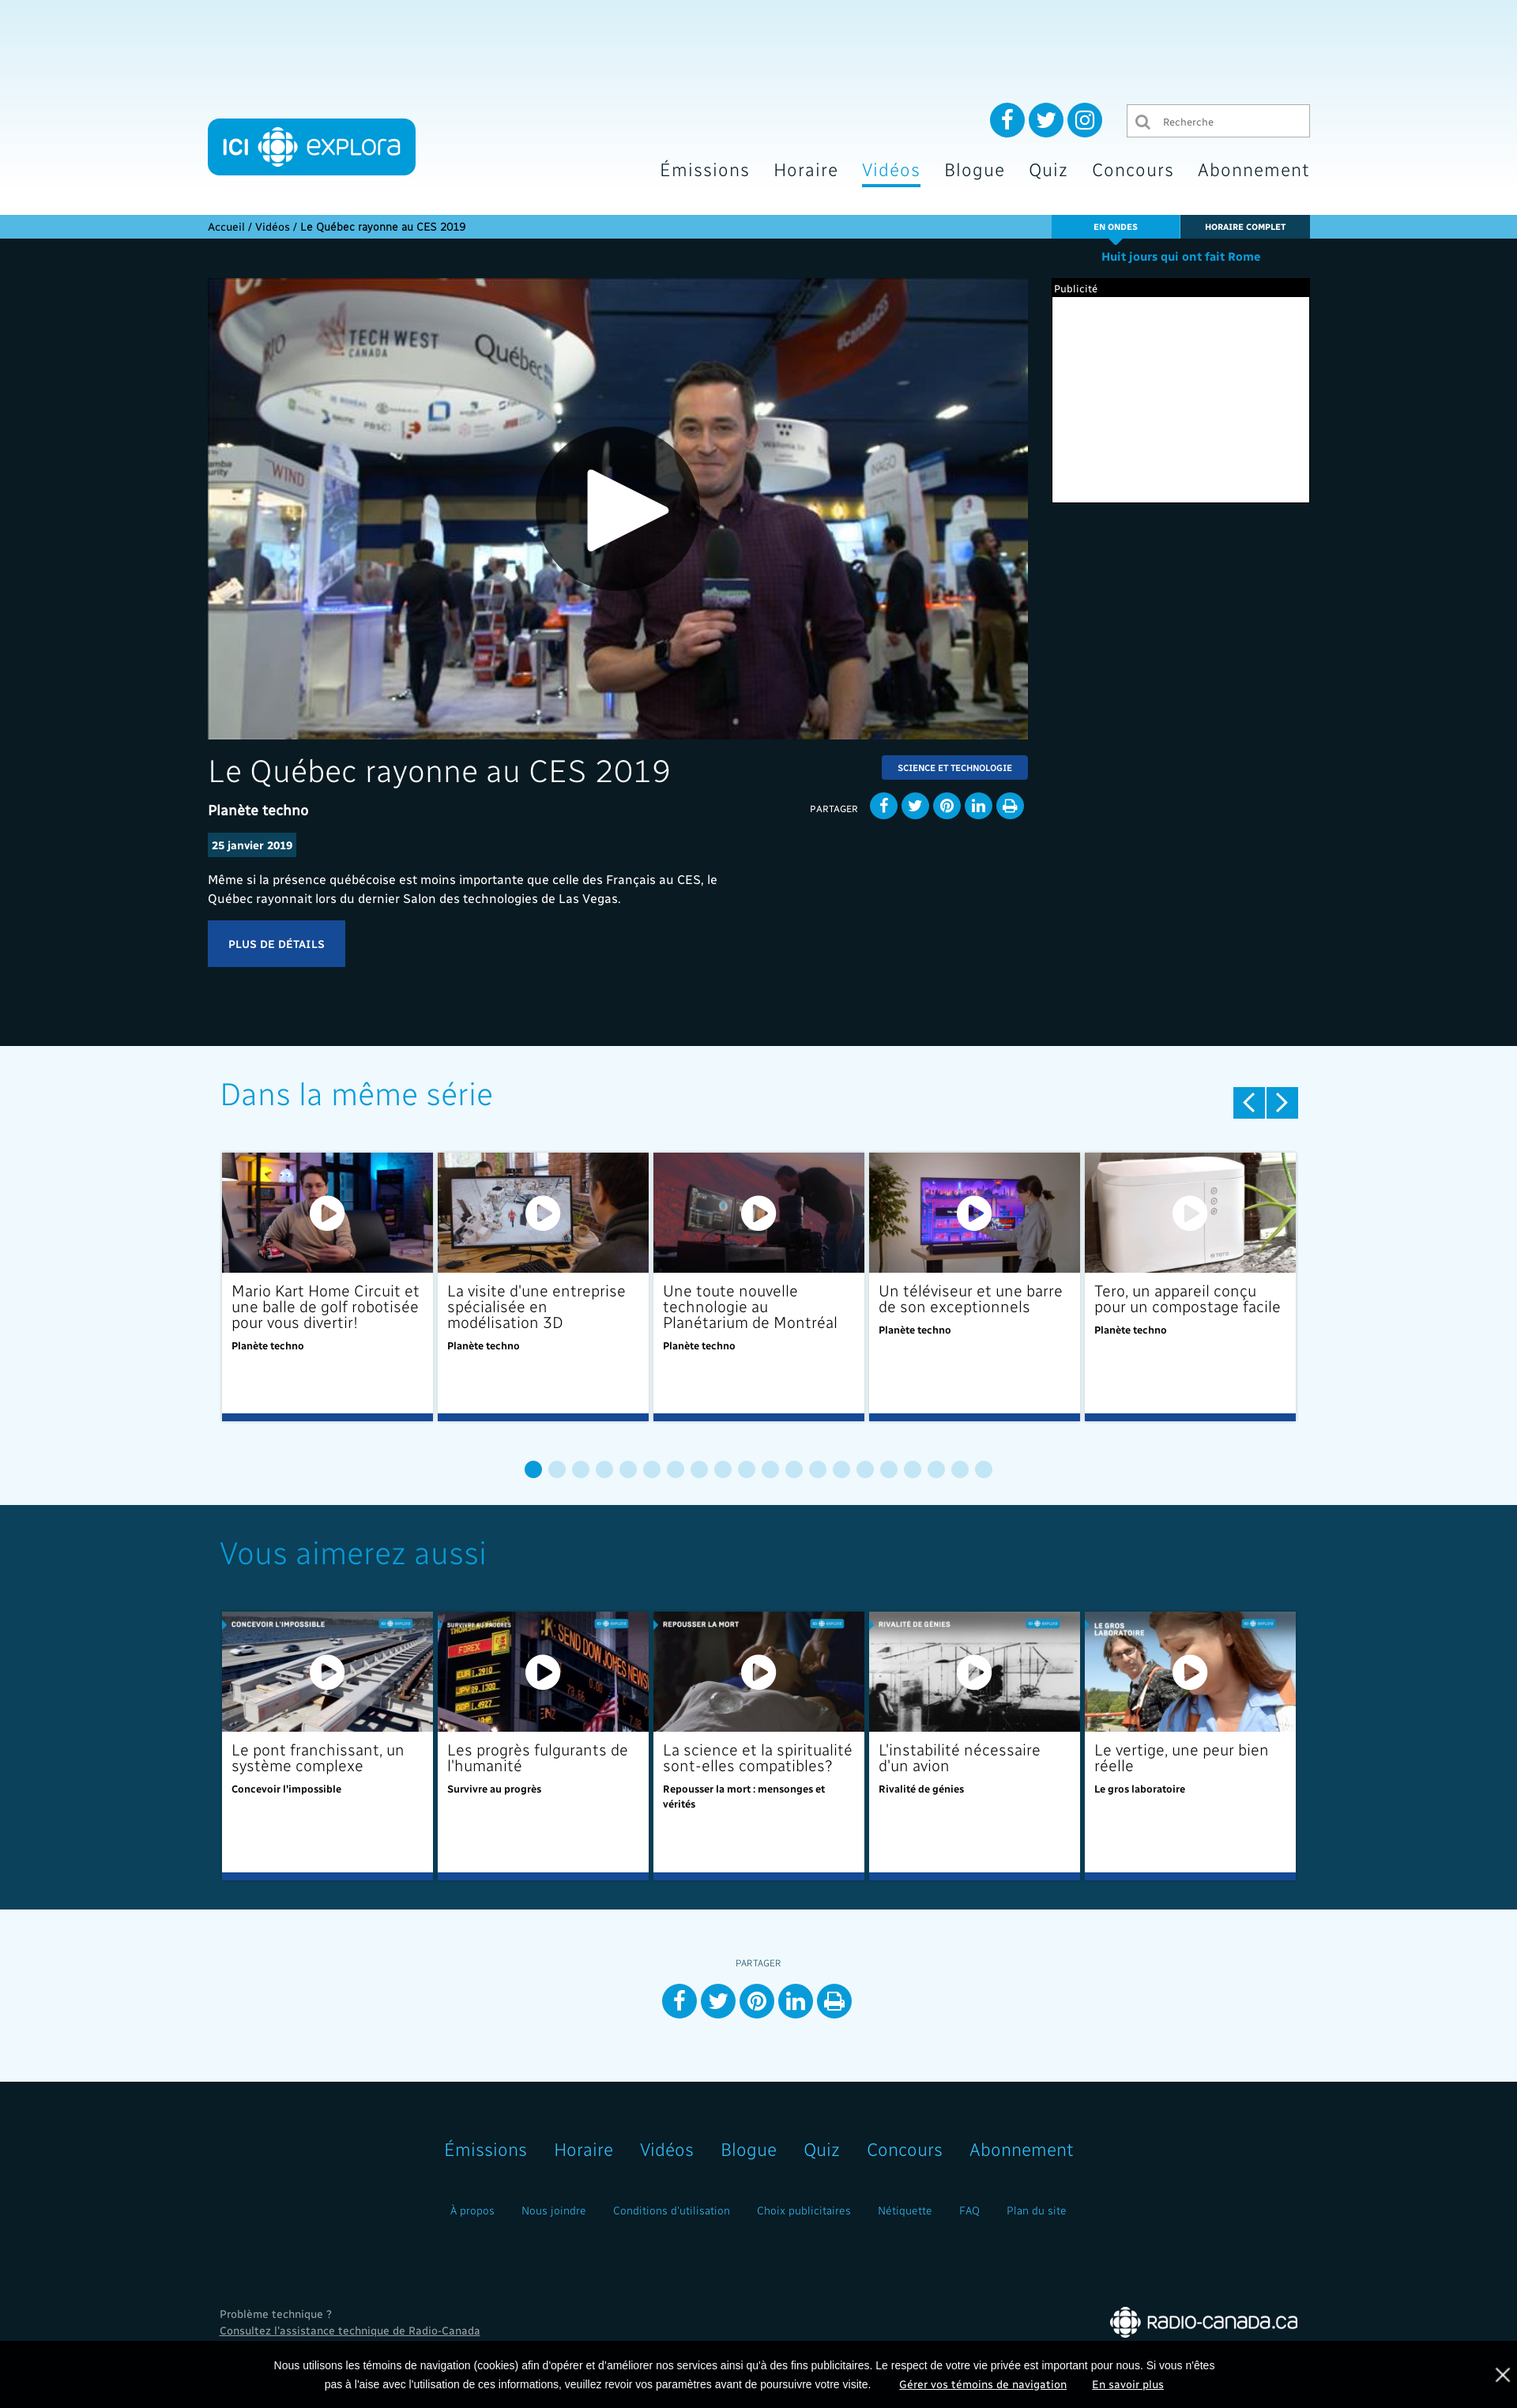 ICI explora
Recherche
Émissions Horaire Vidéos Blogue Quiz Concours Abonnement
Accueil / Vidéos / Le Québec rayonne au CES 2019
EN ONDES
HORAIRE COMPLET
Huit jours qui ont fait Rome
Publicité
TECH WEST
CANADA
Québec
#CanadaCES
WIND
Le Québec rayonne au CES 2019
SCIENCE ET TECHNOLOGIE
Planète techno
PARTAGER
25 janvier 2019
Même si la présence québécoise est moins importante que celle des Français au CES, le
Québec rayonnait lors du dernier Salon des technologies de Las Vegas.
PLUS DE DÉTAILS
Dans la même série
Mario Kart Home Circuit et
une balle de golf robotisée
pour vous divertir!
Planète techno
La visite d'une entreprise
spécialisée en
modélisation 3D
Planète techno
Une toute nouvelle
technologie au
Planétarium de Montréal
Planète techno
Un téléviseur et une barre
de son exceptionnels
Planète techno
Tero, un appareil conçu
pour un compostage facile
Planète techno
Vous aimerez aussi
CONCEVOIR L'IMPOSSIBLE
Le pont franchissant, un
système complexe
Concevoir l'impossible
SURVIVRE AU PROGRÈS
FOREX
SEND DOW JONES NEWS
Les progrès fulgurants de
l'humanité
Survivre au progrès
REPOUSSER LA MORT
La science et la spiritualité
sont-elles compatibles?
Repousser la mort : mensonges et
vérités
RIVALITÉ DE GÉNIES
L'instabilité nécessaire
d'un avion
Rivalité de génies
LE GROS
LABORATOIRE
Le vertige, une peur bien
réelle
Le gros laboratoire
PARTAGER
Émissions Horaire Vidéos Blogue Quiz Concours Abonnement
À propos Nous joindre Conditions d'utilisation Choix publicitaires Nétiquette FAQ Plan du site
Problème technique ?
Consultez l'assistance technique de Radio-Canada
RADIO-CANADA.CA
Nous utilisons les témoins de navigation (cookies) afin d'opérer et d'améliorer nos services ainsi qu'à des fins publicitaires. Le respect de votre vie privée est important pour nous. Si vous n'êtes
pas à l'aise avec l'utilisation de ces informations, veuillez revoir vos paramètres avant de poursuivre votre visite. Gérer vos témoins de navigation En savoir plus